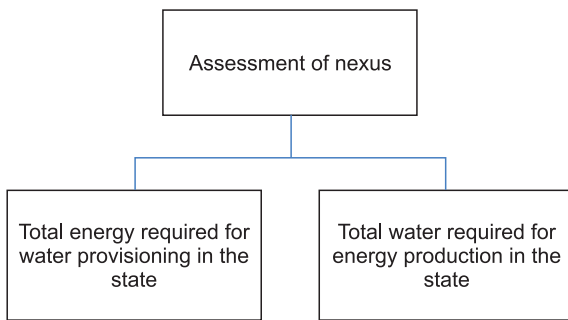 Assessment of nexus
Total energy required for
water provisioning in the
state
Total water required for
energy production in the
state